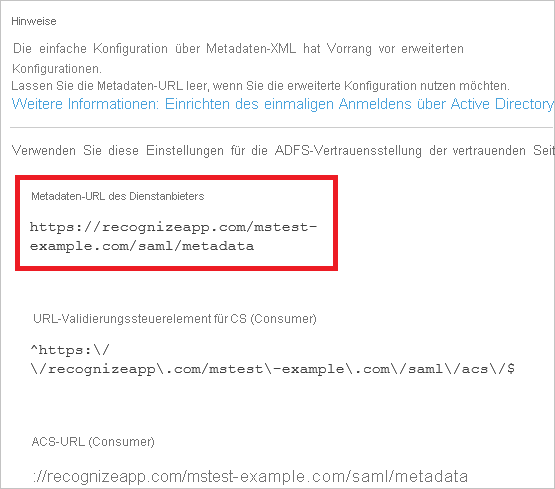 Hinweise
Die einfache Konfiguration über Metadaten-XML hat Vorrang vor erweiterten
Konfigurationen.
Lassen Sie die Metadaten-URL leer, wenn Sie die erweiterte Konfiguration nutzen möchten.
Weitere Informationen: Einrichten des einmaligen Anmeldens über Active Directory
Verwenden Sie diese Einstellungen für die ADFS-Vertrauensstellung der vertrauenden Seit
Metadaten-URL des Dienstanbieters
https://recognizeapp.com/mstest-
example.com/saml/metadata
URL-Validierungssteuerelement für CS (Consumer)
^https:\/
\/recognizeapp\.com/mstest\-example\.com\/saml\/acs\/$
ACS-URL (Consumer)
://recognizeapp.com/mstest-example.com/saml/metadata